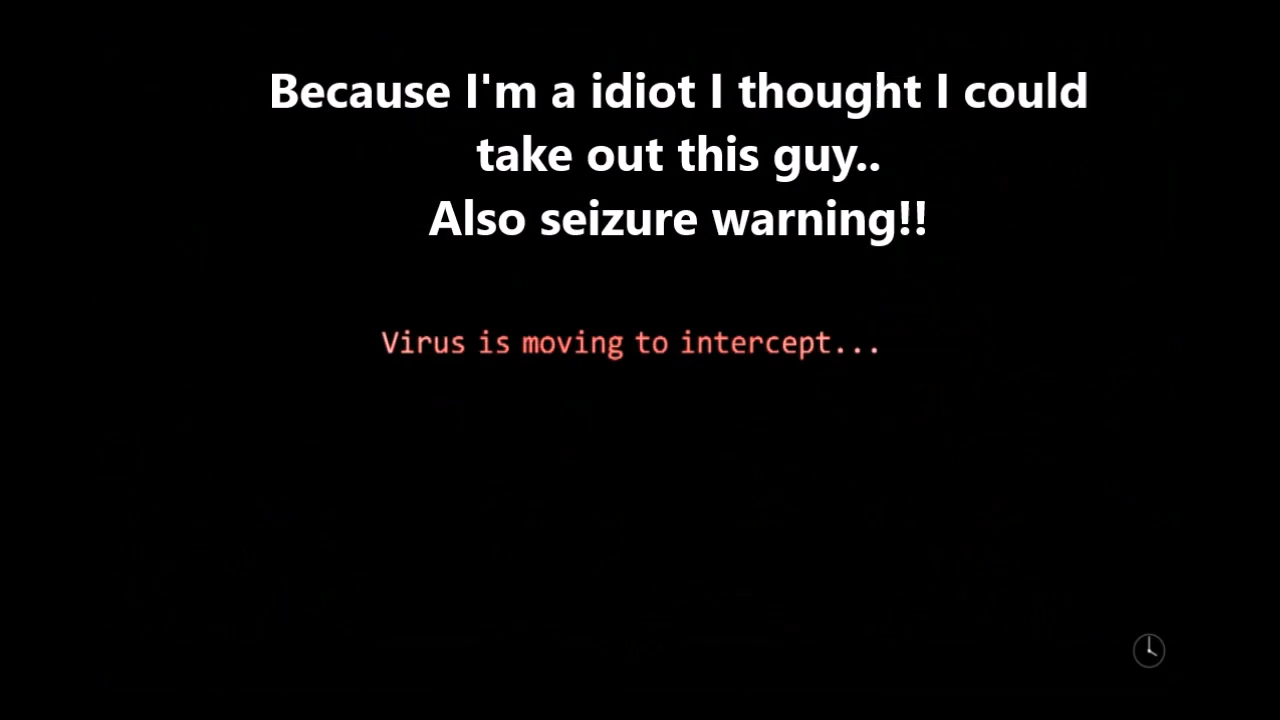 Because I'm a idiot I thought I could
take out this guy..
Also seizure warning!!
Virus is moving to intercept...